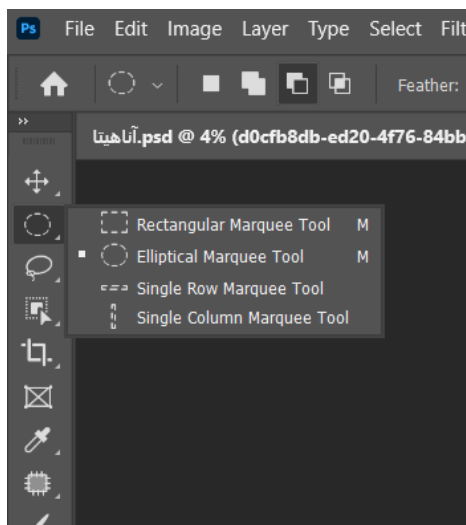 Ps File Edit Image Layer Type Select Filt
Feather:
آناهیتا.psd @ 4% (d0cfb8db-ed20-4f76-84bb
Rectangular Marquee Tool M
Elliptical Marquee Tool M
Single Row Marquee Tool
Single Column Marquee Tool